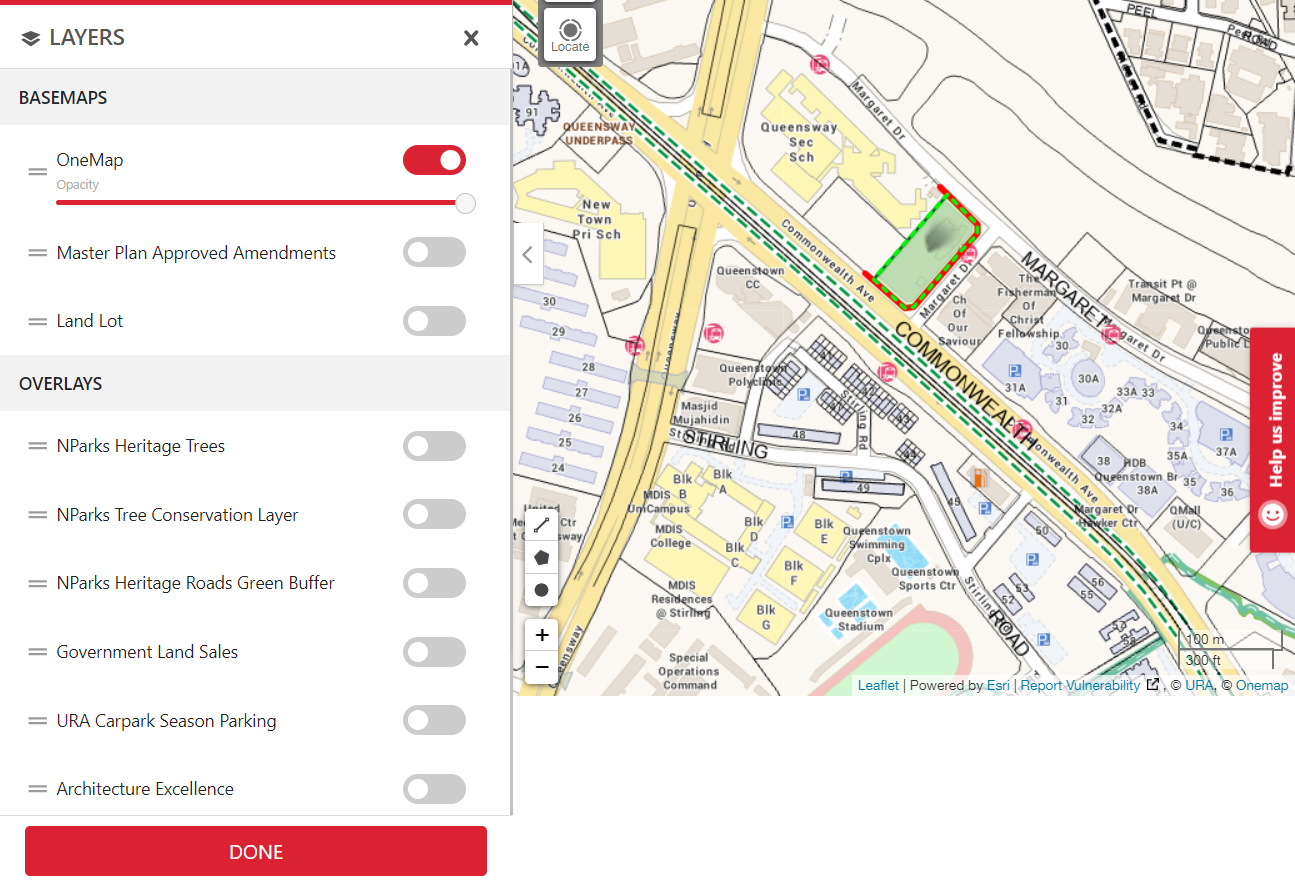 LAYERS
BASEMAPS
OneMap
Opacity
Master Plan Approved Amendments
Land Lot
OVERLAYS
NParks Heritage Trees
NParks Tree Conservation Layer
NParks Heritage Roads Green Buffer
Government Land Sales
URA Carpark Season Parking
Architecture Excellence
DONE
Locate
PEEL
ROAD
91
QUEENSWAY
UNDERPASS
Queensway
Sec
Sch
Margaret Dr
New
Town
Pri Sch
Commonwealth Ave
Queenstown
CC
Margaret Dr
MARGARET
Margaret Dr
The
Fisherman
Of
Christ
Fellowship
Transit Pt @
Margaret Dr
Ch
Of
Our
Saviour
Queensto
Public L
30
29
28
27
26
25
24
Queenstown
Polyclinic
Masjid
Mujahidin
STIRLING
Stirling Rd
48
49
45
44
43
COMMONWEALTH
Commonwealth Ave
30
30A
31A
31
32
32A
33A 33
34
35A
35
36
37A
38
HDB
Queenstown Br
38A
Margaret Dr
Hawker Ctr
QMall
(U/C)
Blk
B
Blk
A
MDIS
UniCampus
MDIS
College
Blk
C
Blk
D
Blk
E
Blk
F
Blk
G
MDIS
Residences
@ Stirling
Queenstown
Swimming
Cplx
Queenstown
Sports Ctr
Queenstown
Stadium
Special
Operations
Command
Queensway
Stirling
ROAD
50
52
53
55
56
58
100 m
300 ft
+
−
Leaflet | Powered by Esri | Report Vulnerability , © URA, © Onemap
Help us improve